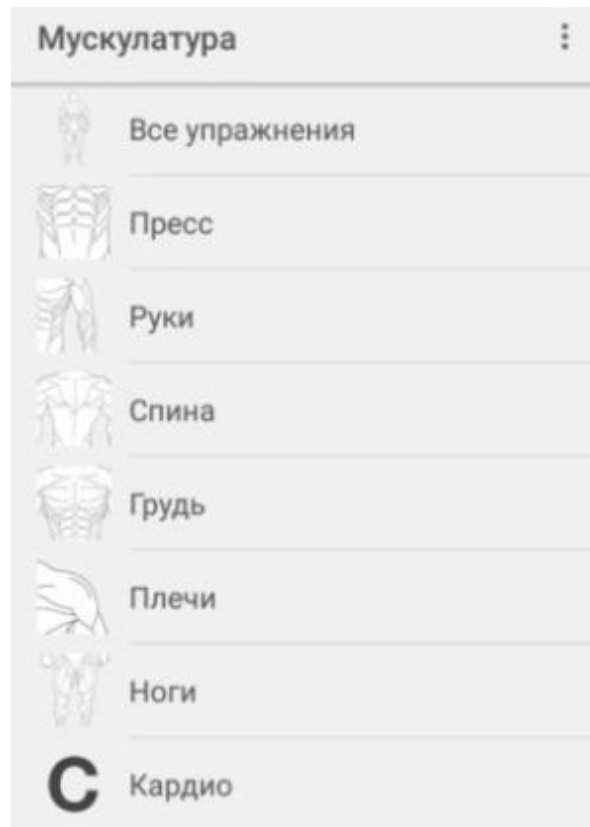 Мускулатура
Все упражнения
Пресс
Руки
Спина
Грудь
Плечи
Ноги
C Кардио